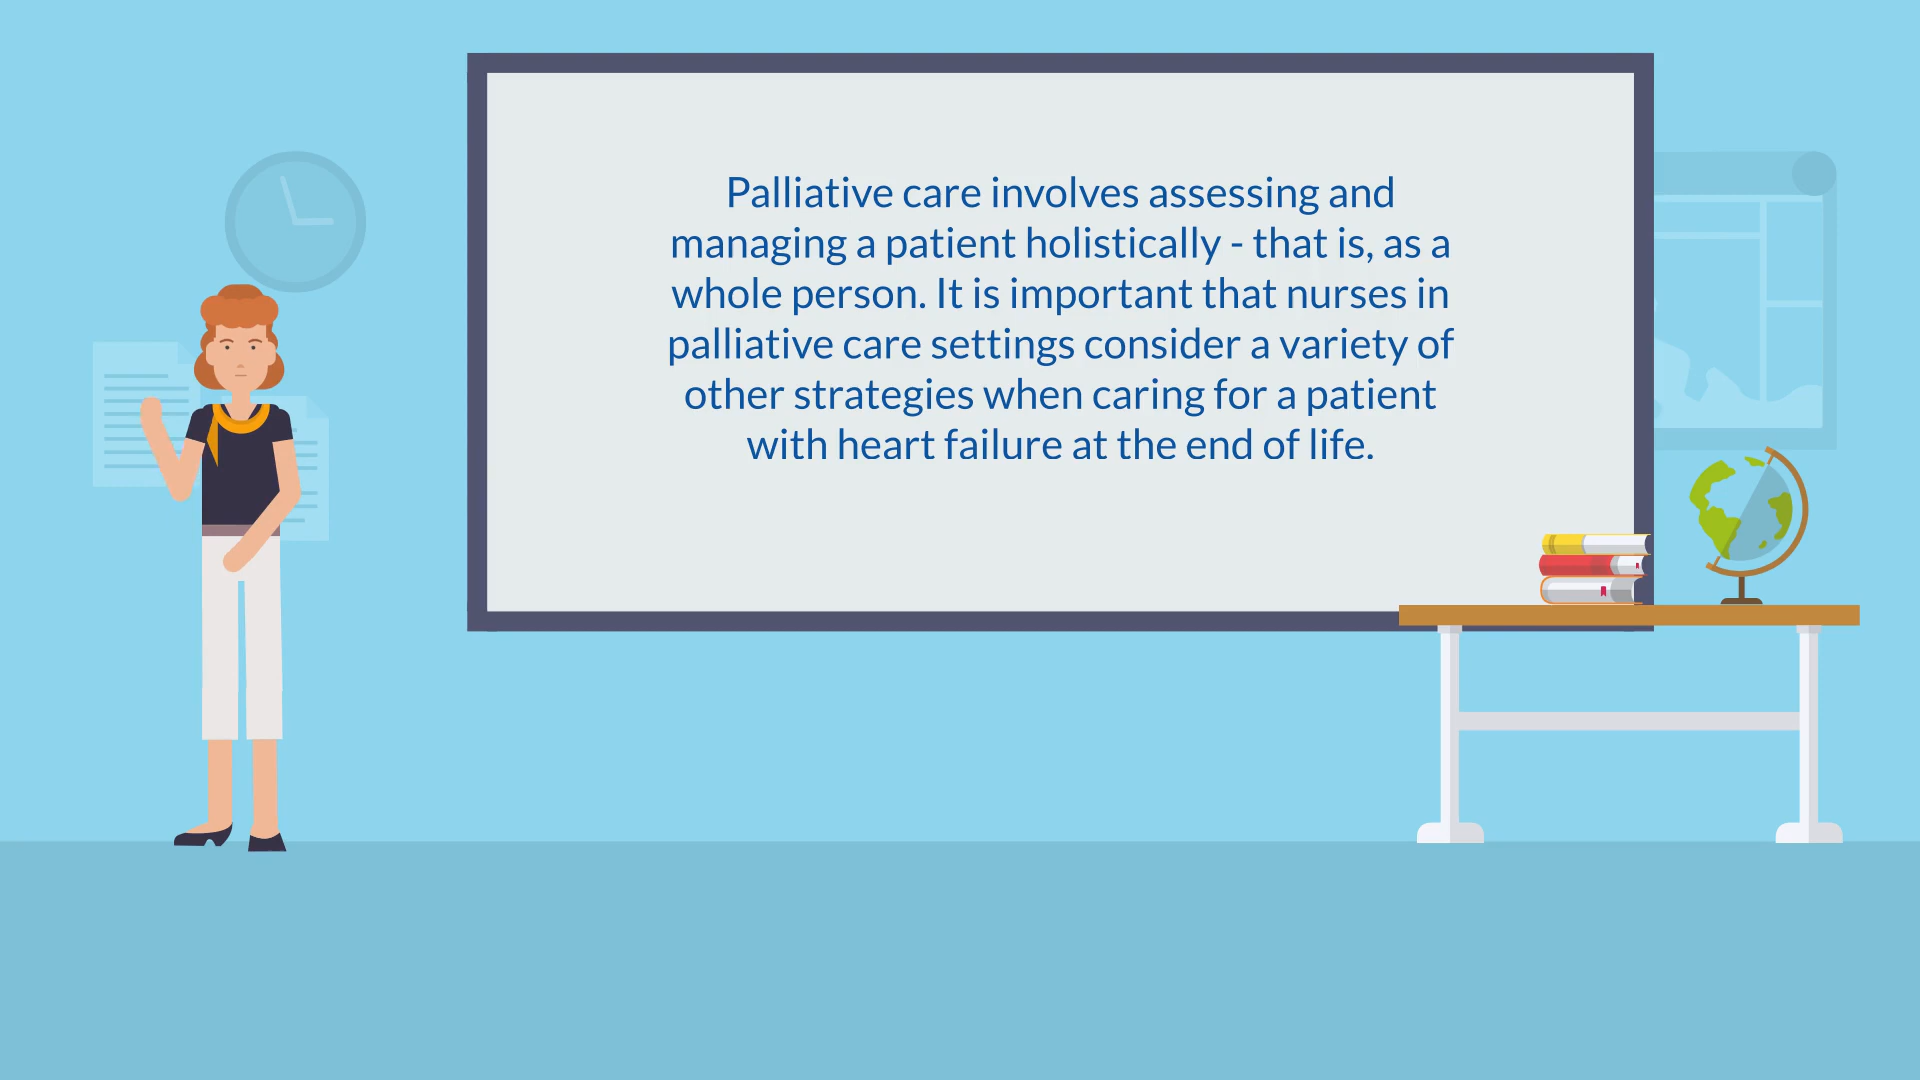 Palliative care involves assessing and
managing a patient holistically - that is, as a
whole person. It is important that nurses in
palliative care settings consider a variety of
other strategies when caring for a patient
with heart failure at the end of life.